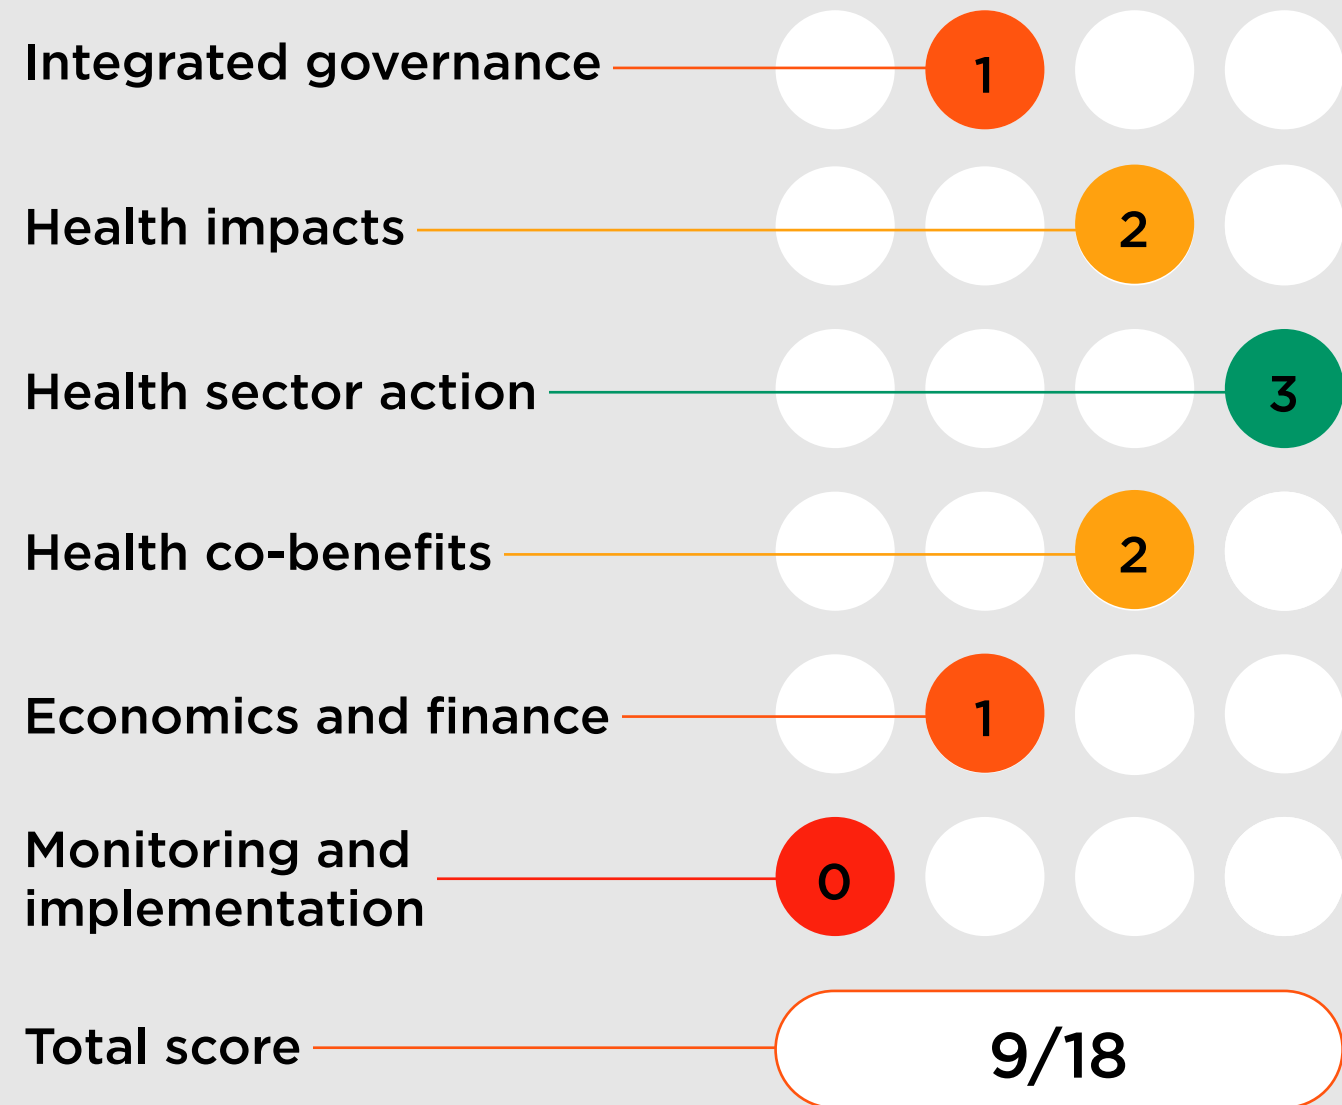 Integrated governance 1
Health impacts 2
Health sector action 3
Health co-benefits 2
Economics and finance 1
Monitoring and
implementation 0
Total score 9/18